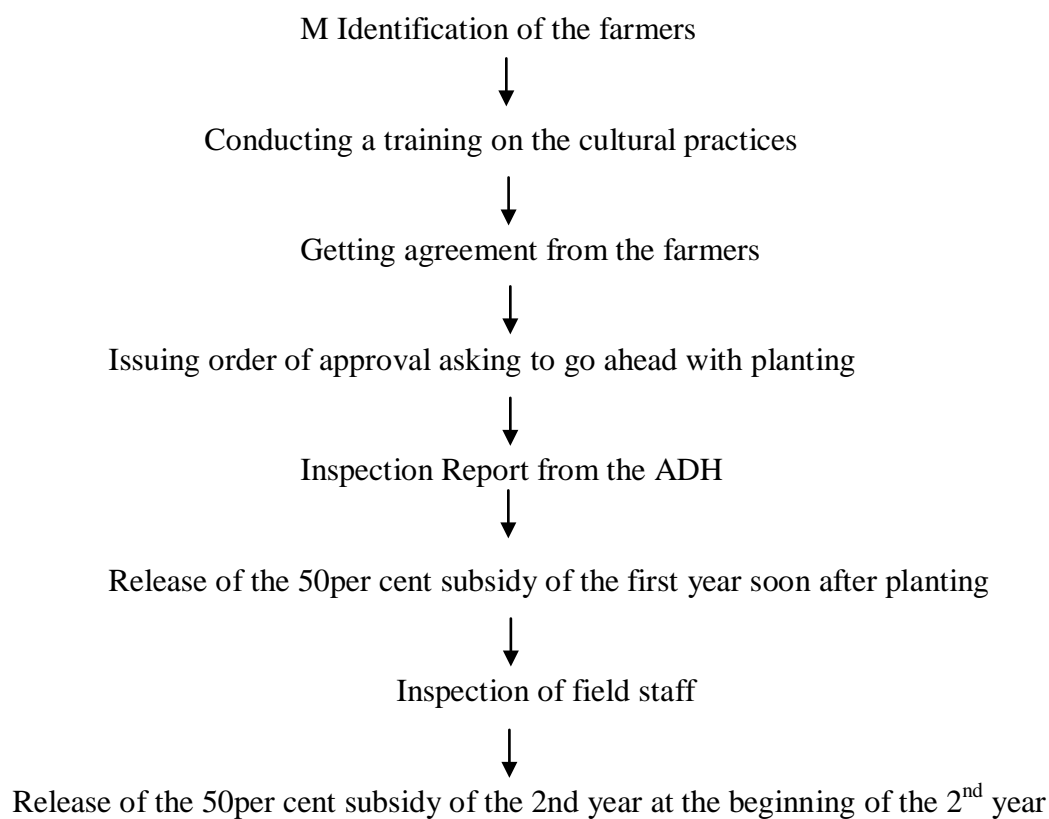 M Identification of the farmers
Conducting a training on the cultural practices
Getting agreement from the farmers
Issuing order of approval asking to go ahead with planting
Inspection Report from the ADH
Release of the 50per cent subsidy of the first year soon after planting
Inspection of field staff
Release of the 50per cent subsidy of the 2nd year at the beginning of the 2nd year